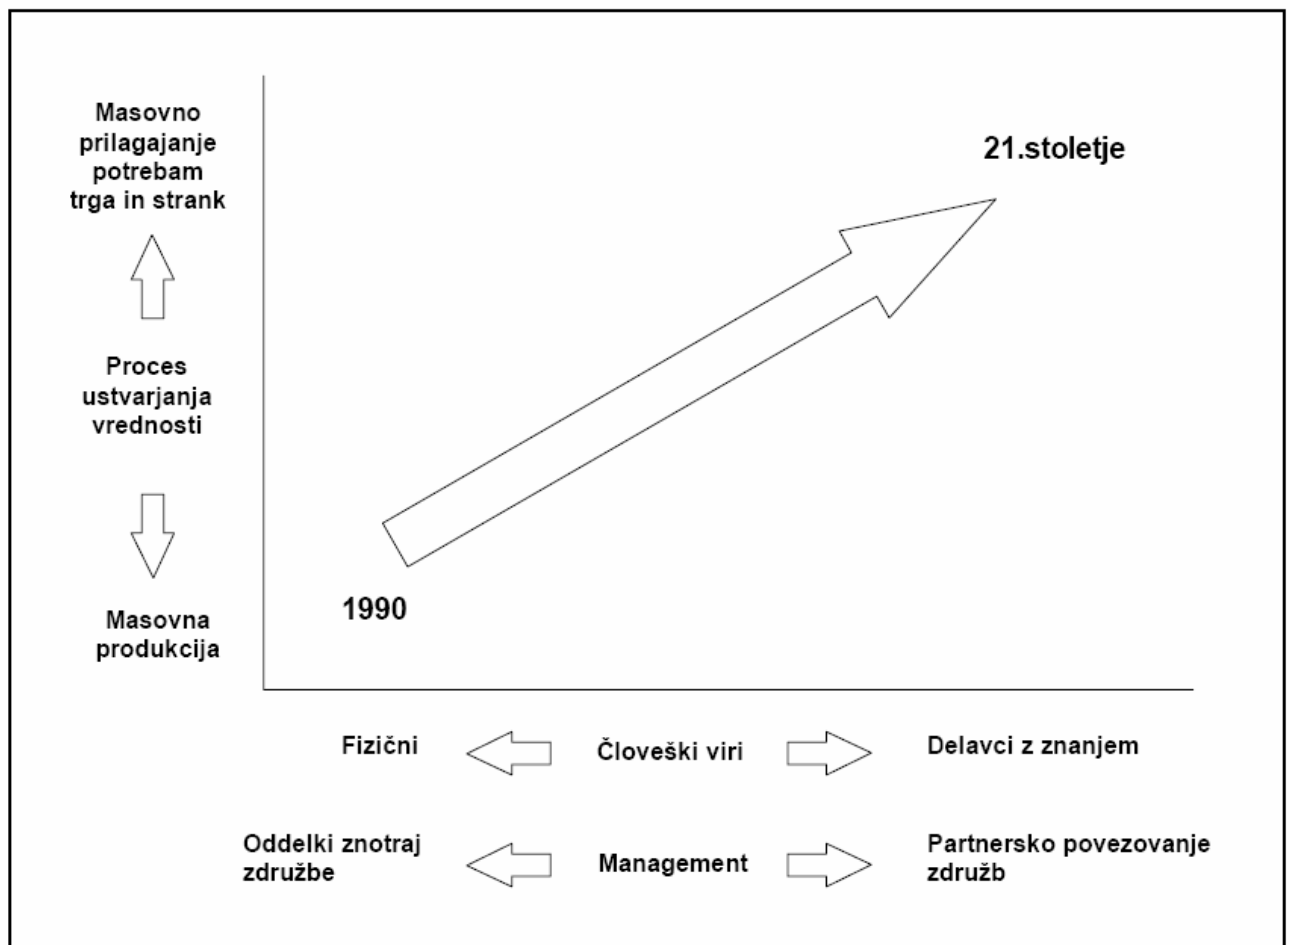 Masovno
prilagajanje
potrebam
trga in strank
21.stoletje
Proces
ustvarjanja
vrednosti
1990
Masovna
produkcija
Fizični
Človeški viri
Delavci z znanjem
Oddelki znotraj
združbe
Management
Partnersko povezovanje
združb